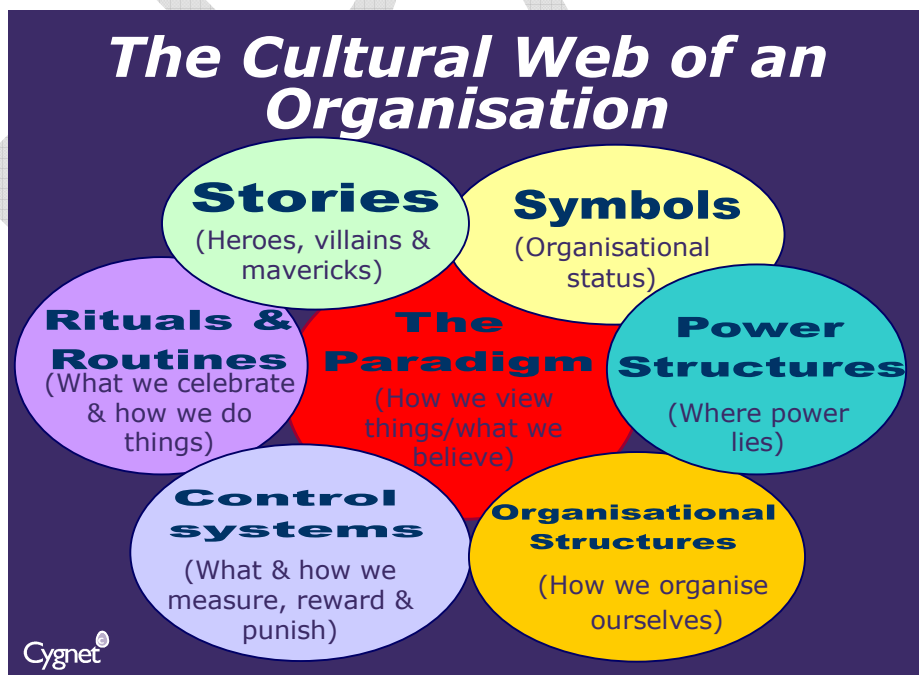 The Cultural Web of an
Organisation
Stories
(Heroes, villains &
mavericks)
Symbols
(Organisational
status)
Rituals &
Routines
(What we celebrate
& how we do
things)
The
Paradigm
(How we view
things/what we
believe)
Power
Structures
(Where power
lies)
Control
systems
(What & how we
measure, reward &
punish)
Organisational
Structures
(How we organise
ourselves)
Cygnet©